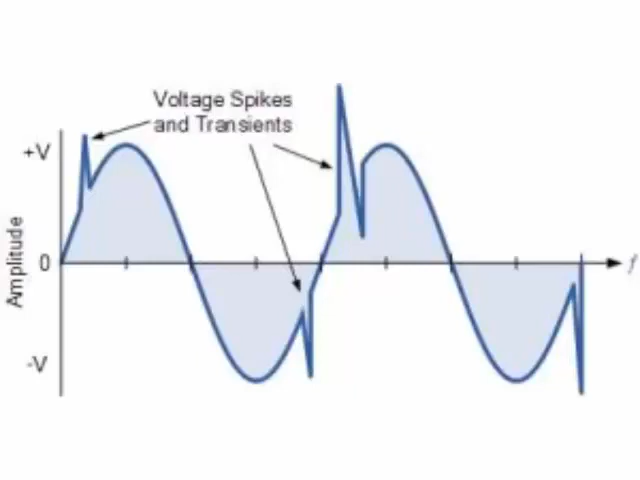 Voltage Spikes
and Transients
+V
0
-V
Amplitude
f